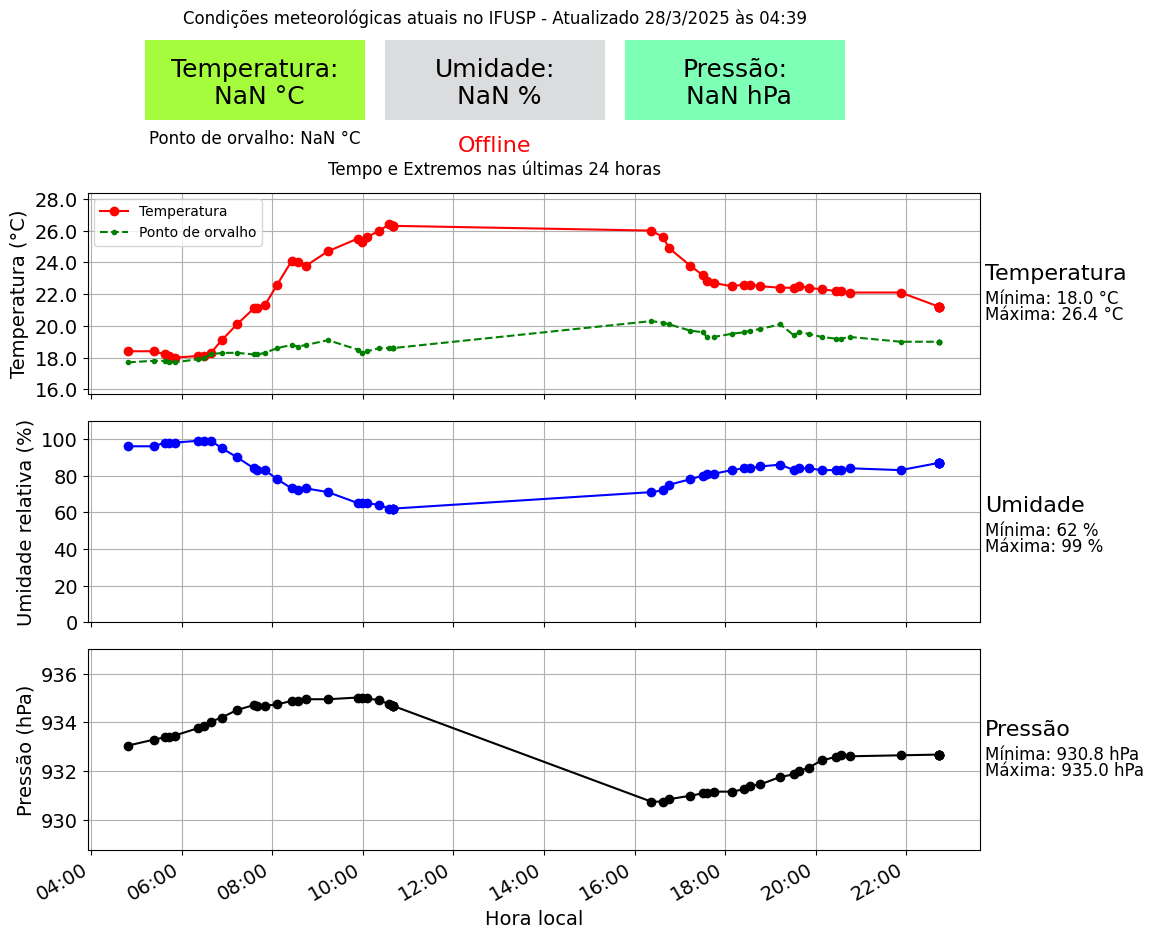 Condições meteorológicas atuais no IFUSP - Atualizado 28/3/2025 às 04:39
Temperatura:
NaN °C
Umidade:
NaN %
Pressão:
NaN hPa
Ponto de orvalho: NaN °C
Offline
Tempo e Extremos nas últimas 24 horas
Temperatura (°C)
28.0
26.0
24.0
22.0
20.0
18.0
16.0
Temperatura
Ponto de orvalho
Temperatura
Mínima: 18.0 °C
Máxima: 26.4 °C
Umidade relativa (%)
100
80
60
40
20
0
Umidade
Mínima: 62 %
Máxima: 99 %
Pressão (hPa)
936
934
932
930
Pressão
Mínima: 930.8 hPa
Máxima: 935.0 hPa
04:00
06:00
08:00
10:00
12:00
14:00
16:00
18:00
20:00
22:00
Hora local